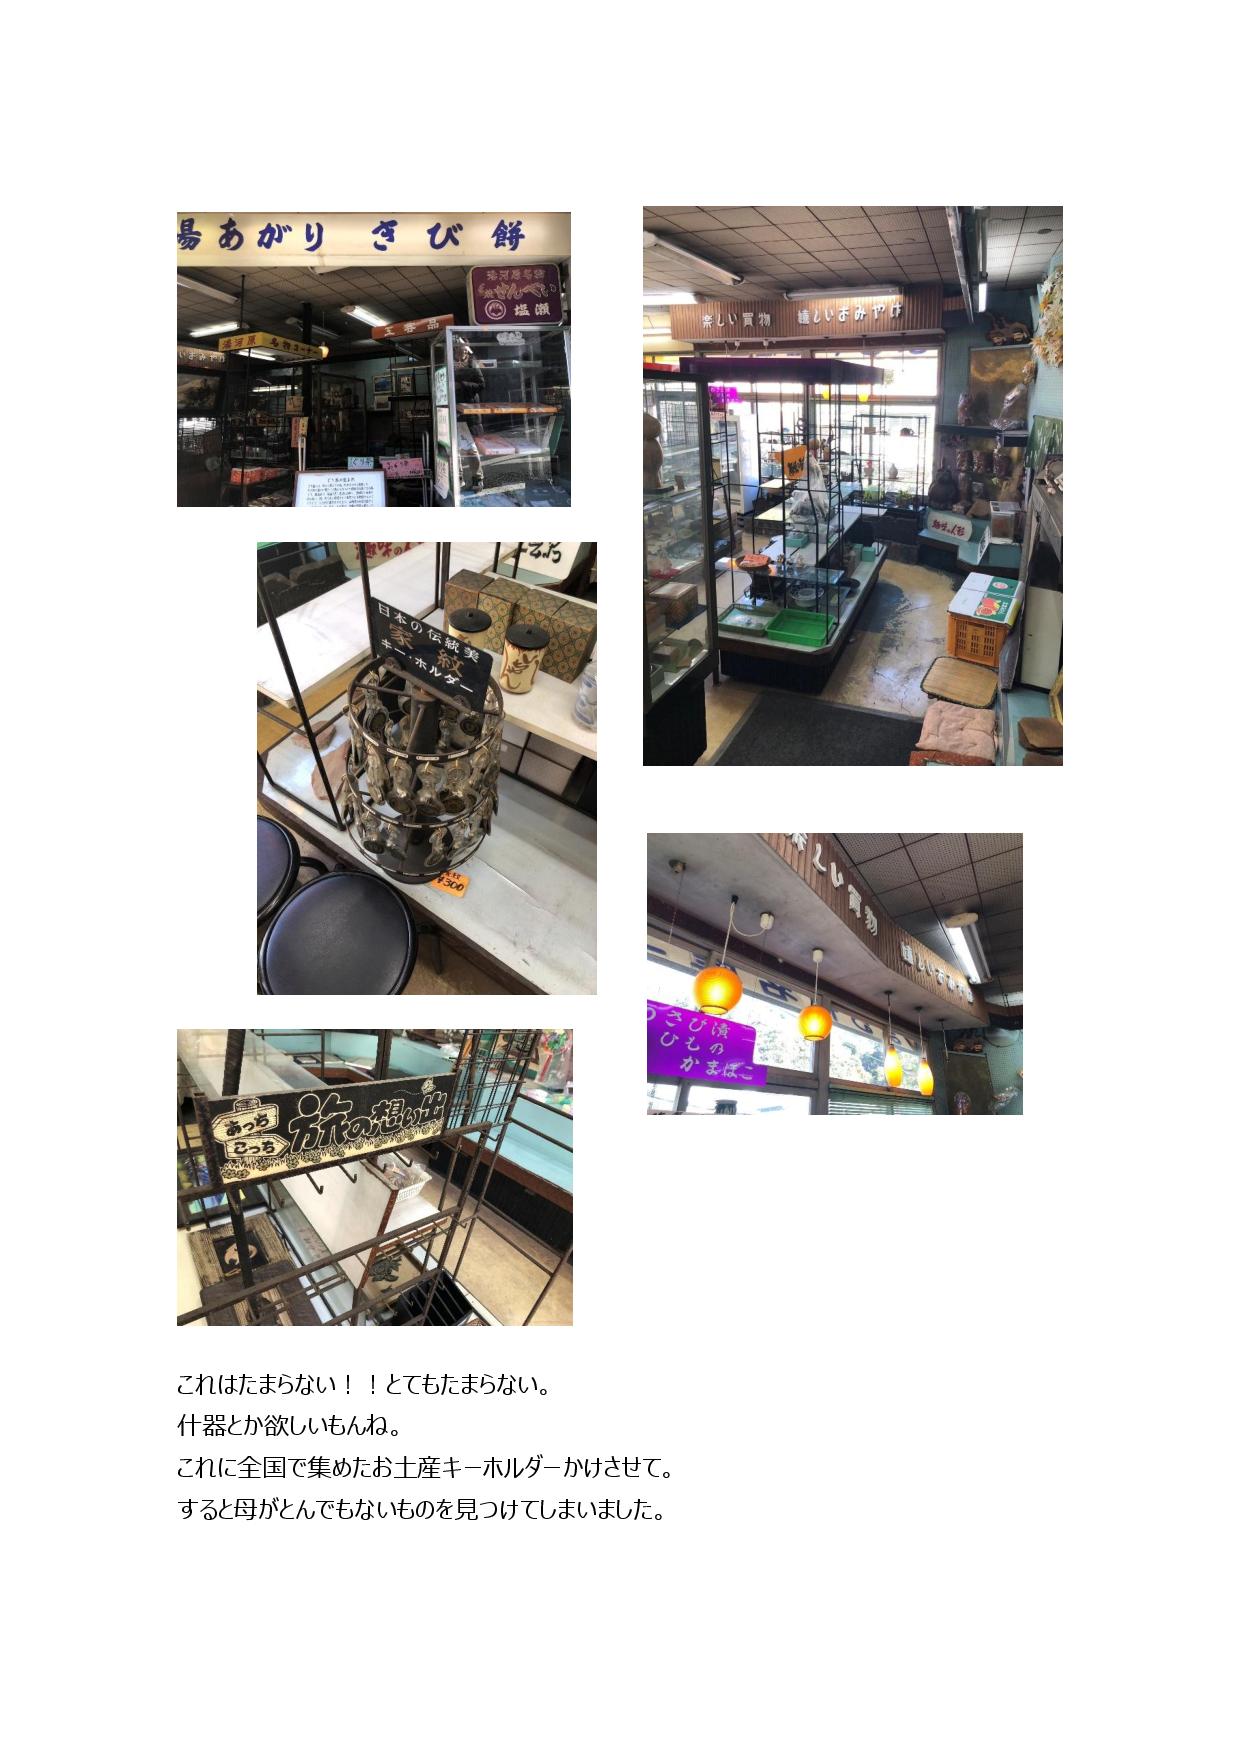 湯あがり きび餅
湯河原名物
せんべい
塩瀬
工芸品
湯河原 名物コーナー
いおみやげ
楽しい買物 嬉しいおみやげ
日本の伝統美
家紋
キー・ホルダー
¥300
楽しい買物 嬉しいおみやげ
わさび漬
ひもの
かまぼこ
あっち
こっち
旅の想い出
これはたまらない！！とてもたまらない。
什器とか欲しいもんね。
これに全国で集めたお土産キーホルダーかけさせて。
すると母がとんでもないものを見つけてしまいました。